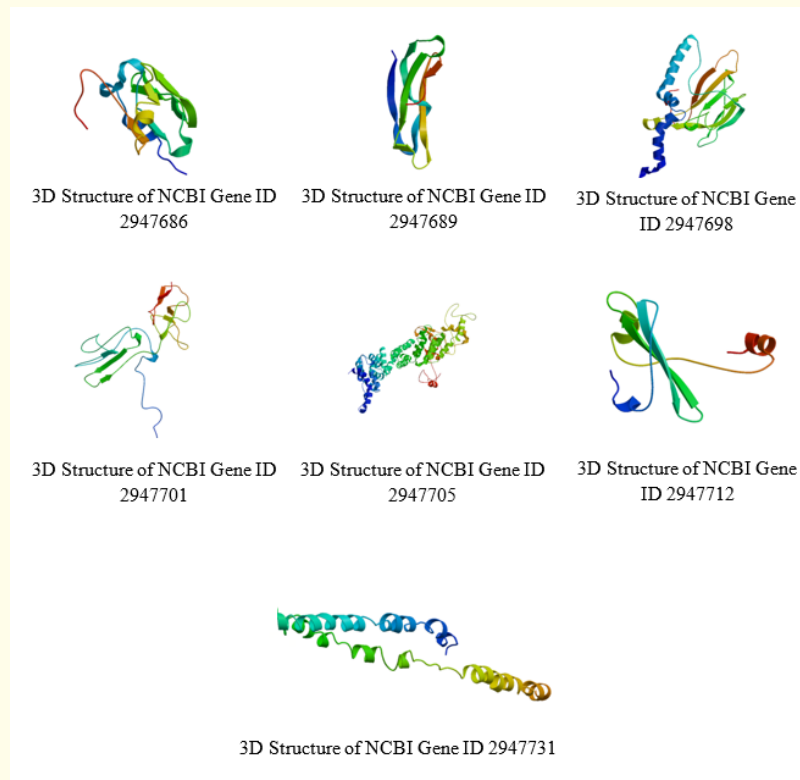 3D Structure of NCBI Gene ID
2947686
3D Structure of NCBI Gene ID
2947689
3D Structure of NCBI Gene
ID 2947698
3D Structure of NCBI Gene ID
2947701
3D Structure of NCBI Gene ID
2947705
3D Structure of NCBI Gene
ID 2947712
3D Structure of NCBI Gene ID 2947731